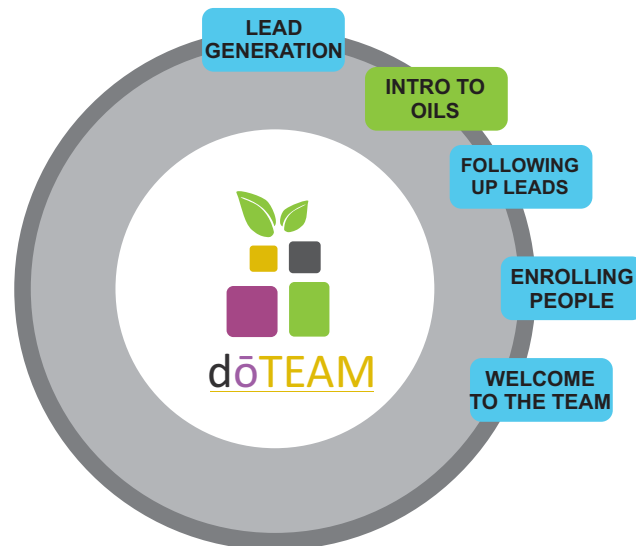 LEAD
GENERATION
INTRO TO
OILS
FOLLOWING
UP LEADS
ENROLLING
PEOPLE
WELCOME
TO THE TEAM
dōTEAM